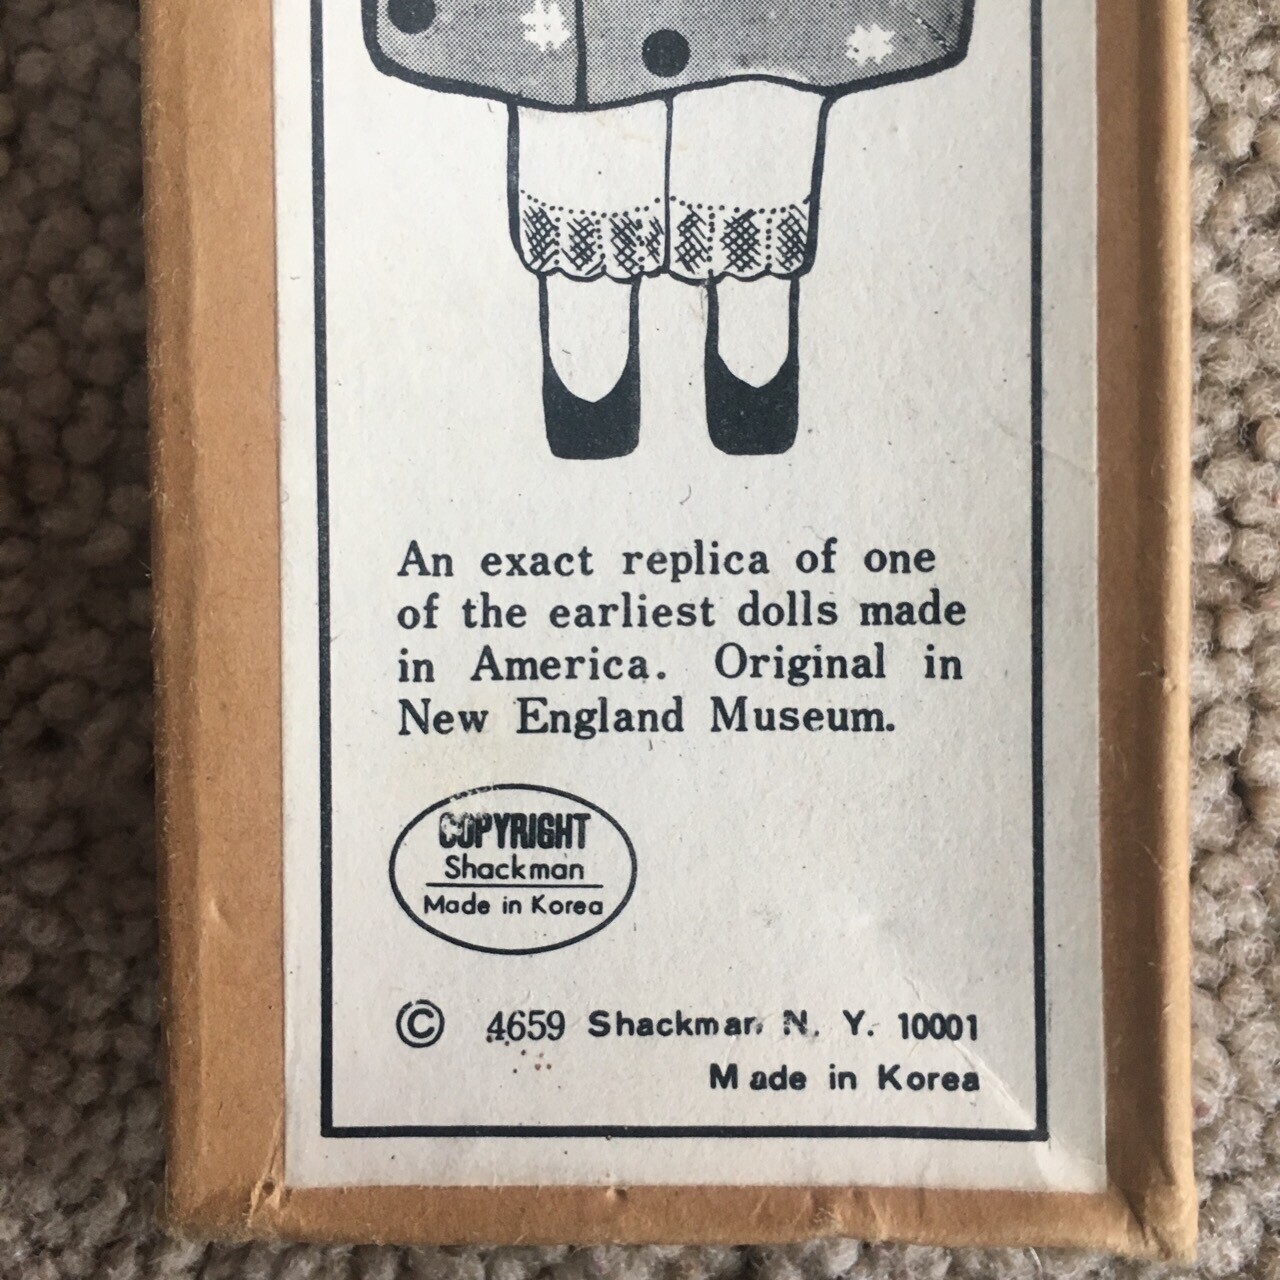 An exact replica of one
of the earliest dolls made
in America. Original in
New England Museum.
COPYRIGHT
Shackman
Made in Korea
© 4659 Shackman N. Y. 10001
Made in Korea